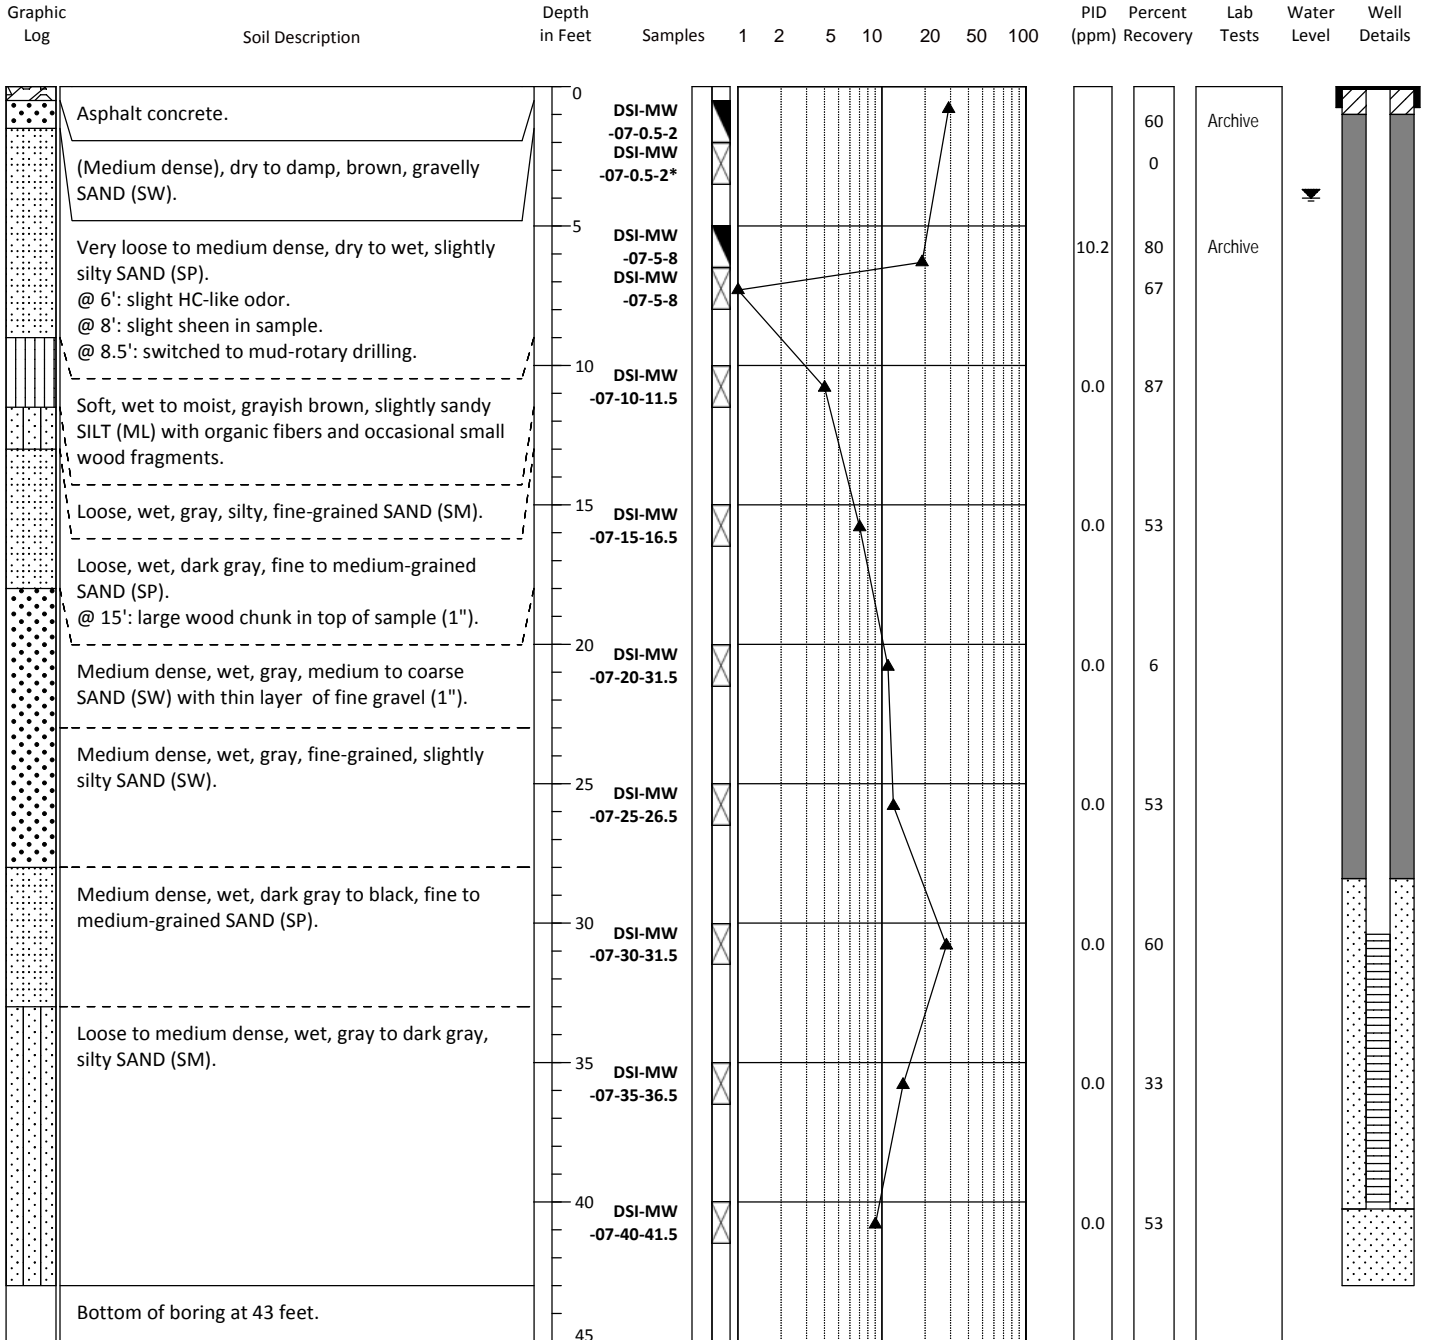 Graphic
Log
Soil Description
Depth
in Feet
Samples
1 2 5 10 20 50 100
PID
(ppm)
Percent
Recovery
Lab
Tests
Water
Level
Well
Details
Asphalt concrete.
(Medium dense), dry to damp, brown, gravelly
SAND (SW).
Very loose to medium dense, dry to wet, slightly
silty SAND (SP).
@ 6': slight HC-like odor.
@ 8': slight sheen in sample.
@ 8.5': switched to mud-rotary drilling.
Soft, wet to moist, grayish brown, slightly sandy
SILT (ML) with organic fibers and occasional small
wood fragments.
Loose, wet, gray, silty, fine-grained SAND (SM).
Loose, wet, dark gray, fine to medium-grained
SAND (SP).
@ 15': large wood chunk in top of sample (1").
Medium dense, wet, gray, medium to coarse
SAND (SW) with thin layer of fine gravel (1").
Medium dense, wet, gray, fine-grained, slightly
silty SAND (SW).
Medium dense, wet, dark gray to black, fine to
medium-grained SAND (SP).
Loose to medium dense, wet, gray to dark gray,
silty SAND (SM).
Bottom of boring at 43 feet.
0
5
10
15
20
25
30
35
40
45
DSI-MW
-07-0.5-2
DSI-MW
-07-0.5-2*
DSI-MW
-07-5-8
DSI-MW
-07-5-8
DSI-MW
-07-10-11.5
DSI-MW
-07-15-16.5
DSI-MW
-07-20-31.5
DSI-MW
-07-25-26.5
DSI-MW
-07-30-31.5
DSI-MW
-07-35-36.5
DSI-MW
-07-40-41.5
60 Archive
0
10.2 80 Archive
67
0.0 87
0.0 53
0.0 6
0.0 53
0.0 60
0.0 33
0.0 53